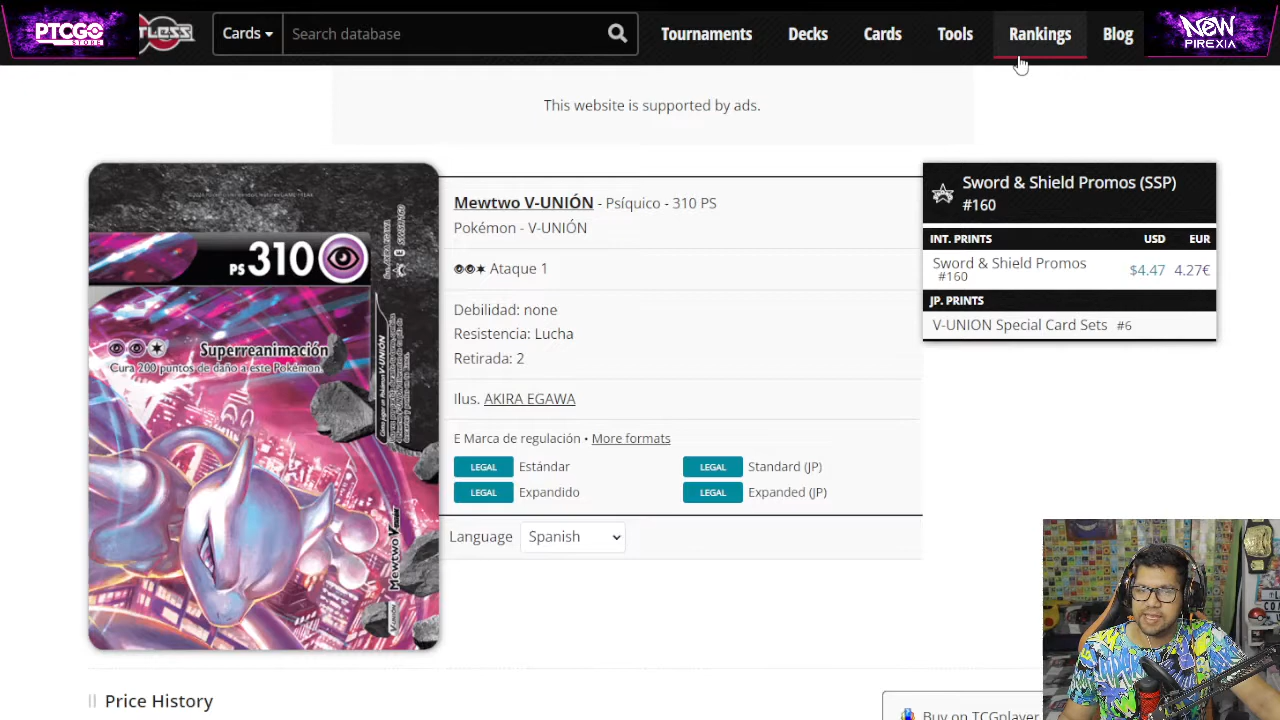 PTCGO
STORE
TLESS
Cards
Search database
Tournaments
Decks
Cards
Tools
Rankings
Blog
NEW
PIREXIA
This website is supported by ads.
PS 310
Superreanimación
Cura 200 puntos de daño a este Pokémon.
Mewtwo V-UNIÓN
V-UNIÓN
Mewtwo V-UNIÓN - Psíquico - 310 PS
Pokémon - V-UNIÓN
Ataque 1
Debilidad: none
Resistencia: Lucha
Retirada: 2
Ilus. AKIRA EGAWA
E Marca de regulación • More formats
LEGAL Estándar
LEGAL Standard (JP)
LEGAL Expandido
LEGAL Expanded (JP)
Language Spanish
Sword & Shield Promos (SSP)
#160
INT. PRINTS USD EUR
Sword & Shield Promos $4.47 4.27€
#160
JP. PRINTS
V-UNION Special Card Sets #6
Price History
Buy on TCGplayer